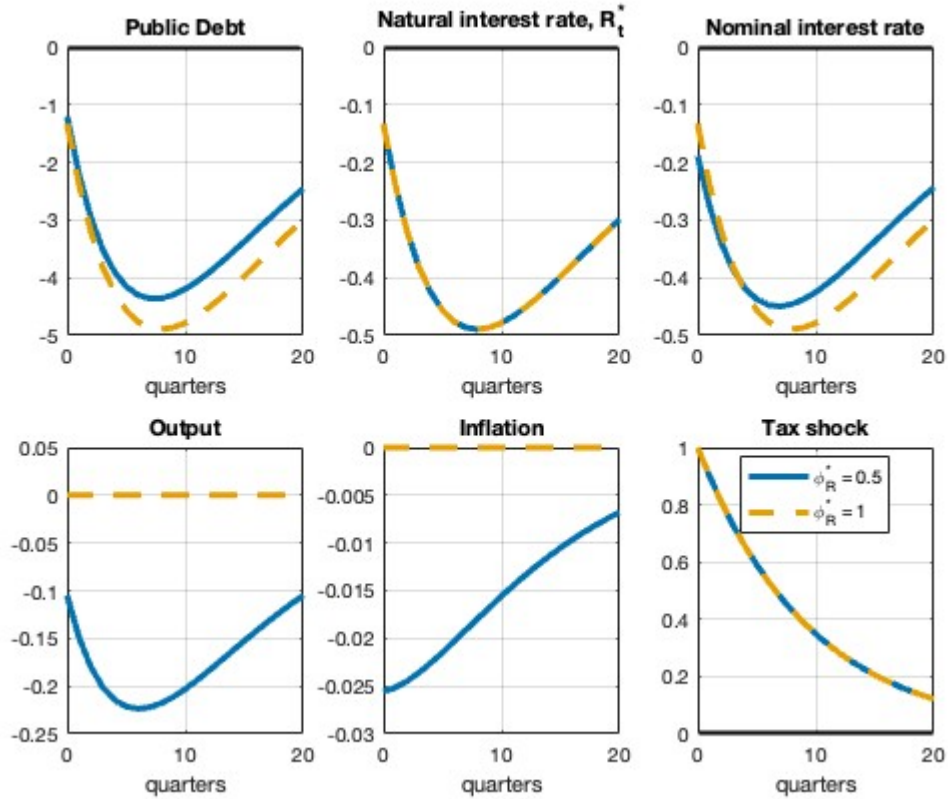 Public Debt
0
-1
-2
-3
-4
-5
0 10 20
quarters
Natural interest rate, R*t
0
-0.1
-0.2
-0.3
-0.4
-0.5
0 10 20
quarters
Nominal interest rate
0
-0.1
-0.2
-0.3
-0.4
-0.5
0 10 20
quarters
Output
0.05
0
-0.05
-0.1
-0.15
-0.2
-0.25
0 10 20
quarters
Inflation
0
-0.005
-0.01
-0.015
-0.02
-0.025
-0.03
0 10 20
quarters
Tax shock
1
0.8
0.6
0.4
0.2
0
ϕ*R = 0.5
ϕ*R = 1
0 10 20
quarters